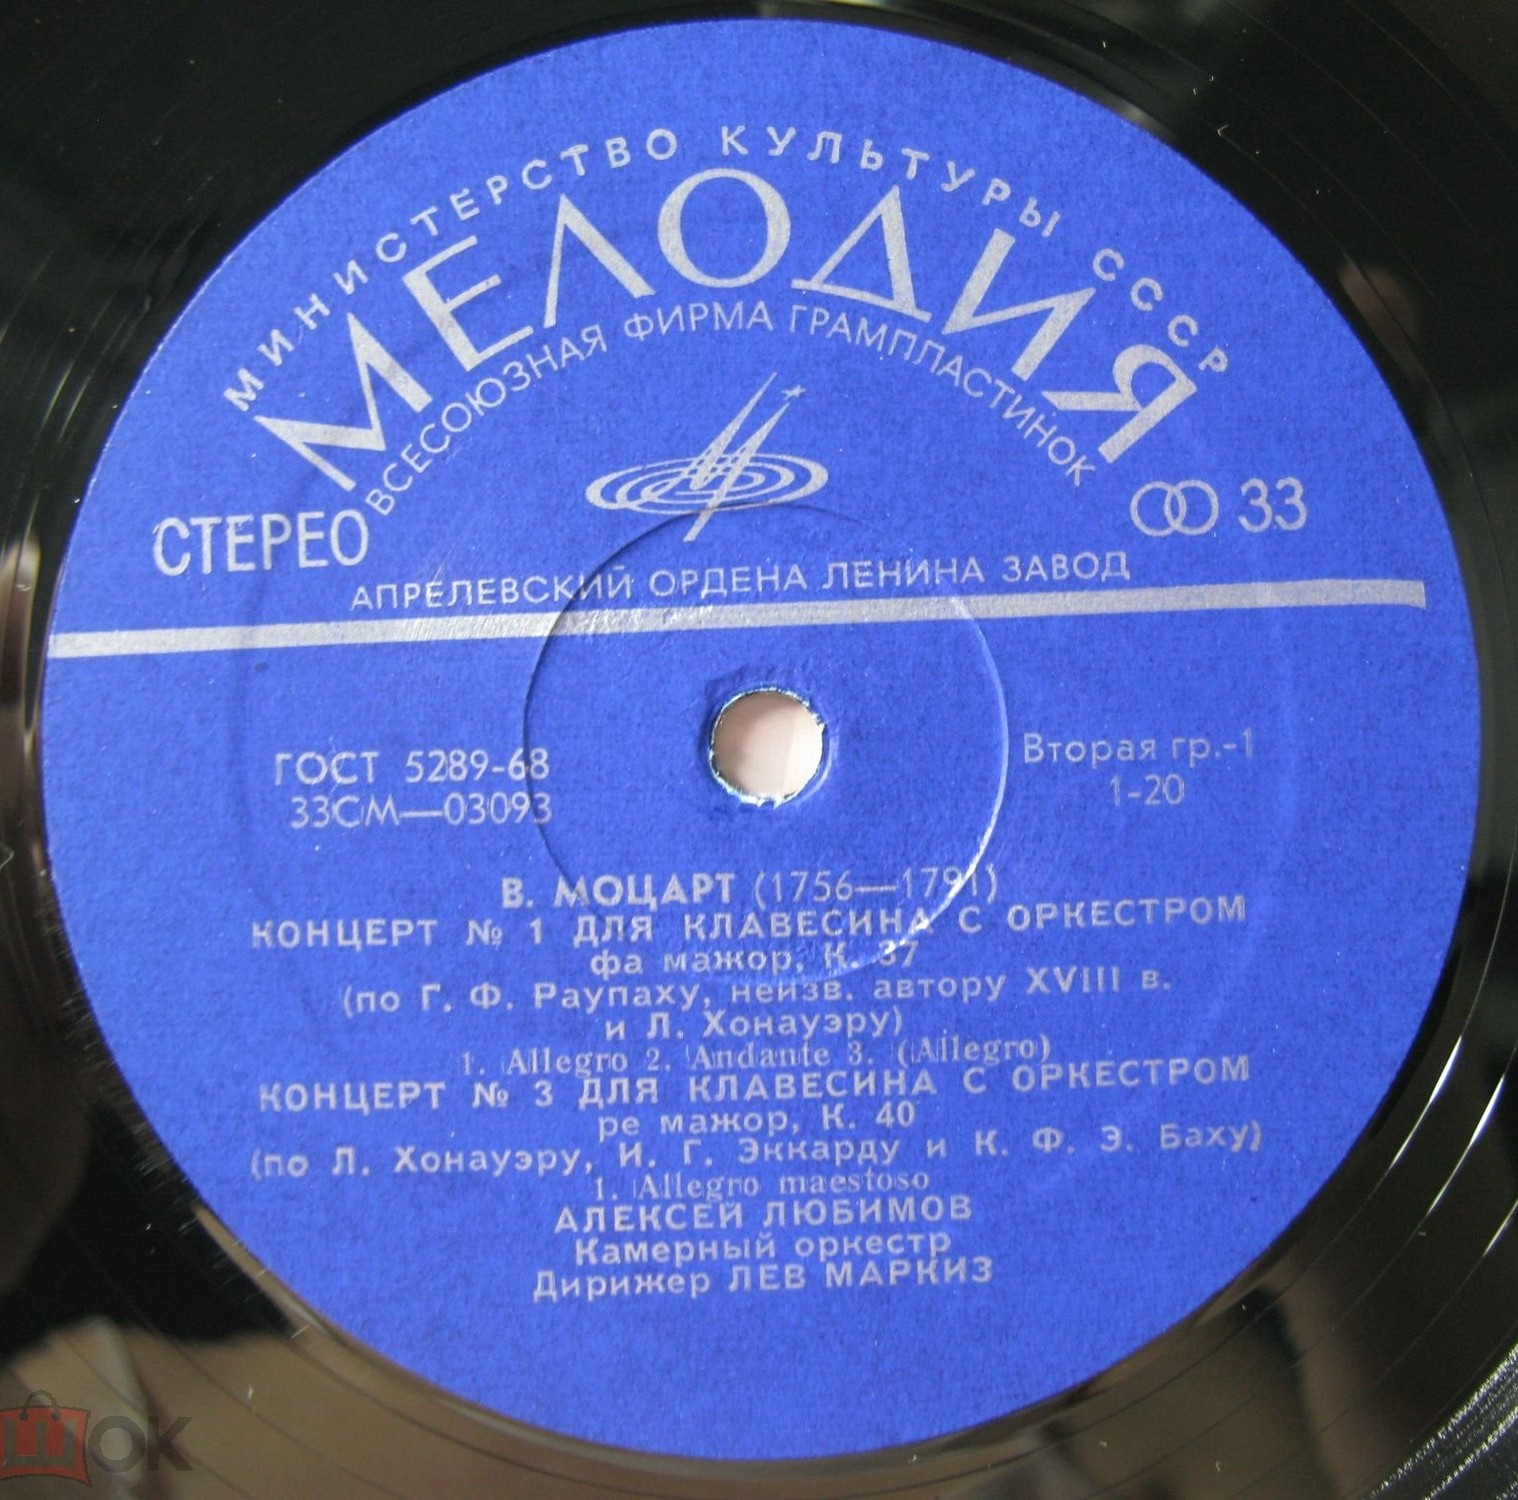 МИНИСТЕРСТВО КУЛЬТУРЫ СССР
МЕЛОДИЯ
ВСЕСОЮЗНАЯ ФИРМА ГРАМПЛАСТИНОК
СТЕРЕО
33
АПРЕЛЕВСКИЙ ОРДЕНА ЛЕНИНА ЗАВОД
ГОСТ 5289-68
33СМ—03093
Вторая гр.-1
1-20
В. МОЦАРТ (1756—1791)
КОНЦЕРТ № 1 ДЛЯ КЛАВЕСИНА С ОРКЕСТРОМ
фа мажор, К. 37
(по Г. Ф. Раупаху, неизв. автору XVIII в.
и Л. Хонауэру)
1. Allegro 2. Andante 3. (Allegro)
КОНЦЕРТ № 3 ДЛЯ КЛАВЕСИНА С ОРКЕСТРОМ
ре мажор, К. 40
(по Л. Хонауэру, И. Г. Эккарду и К. Ф. Э. Баху)
1. Allegro maestoso
АЛЕКСЕЙ ЛЮБИМОВ
Камерный оркестр
Дирижер ЛЕВ МАРКИЗ
Шок